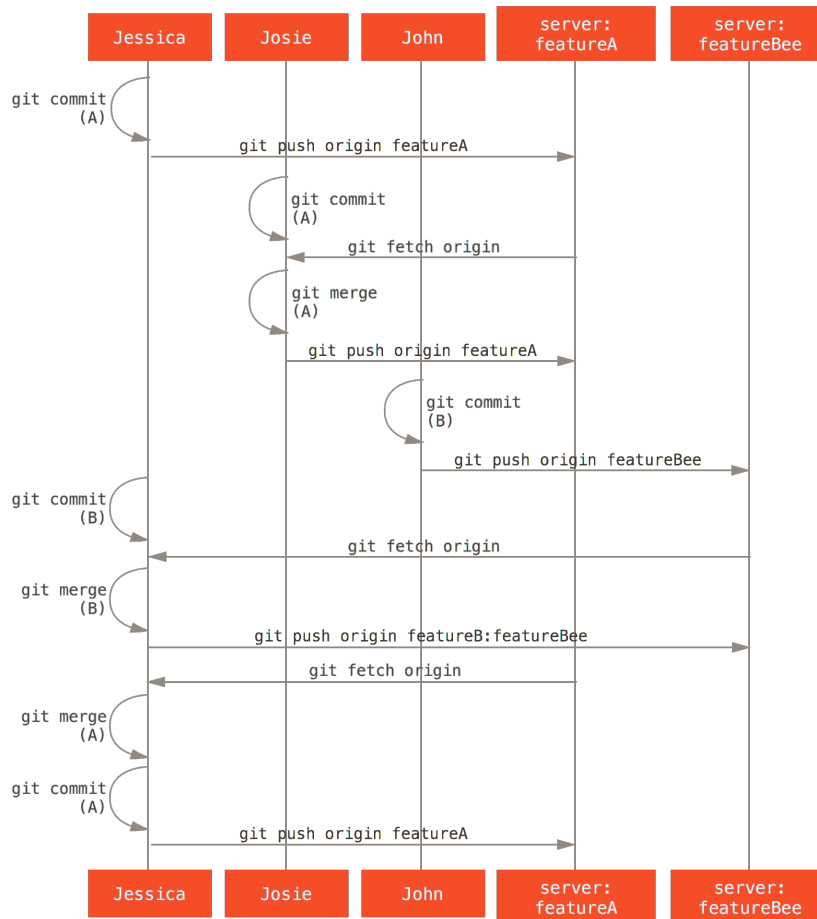 Jessica
Josie
John
server:
featureA
server:
featureBee
git commit
(A)
git push origin featureA
git commit
(A)
git fetch origin
git merge
(A)
git push origin featureA
git commit
(B)
git push origin featureBee
git commit
(B)
git fetch origin
git merge
(B)
git push origin featureB:featureBee
git fetch origin
git merge
(A)
git commit
(A)
git push origin featureA
Jessica
Josie
John
server:
featureA
server:
featureBee